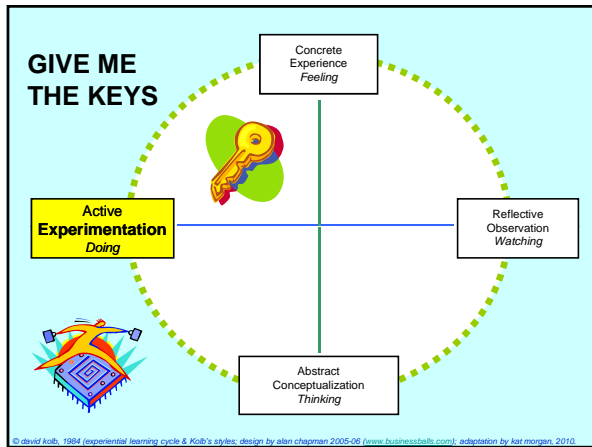 GIVE ME
THE KEYS
Concrete
Experience
Feeling
Active
Experimentation
Doing
Reflective
Observation
Watching
Abstract
Conceptualization
Thinking
© david kolb, 1984 (experiential learning cycle & Kolb's styles; design by alan chapman 2005-06 (www.businessballs.com); adaptation by kat morgan, 2010.